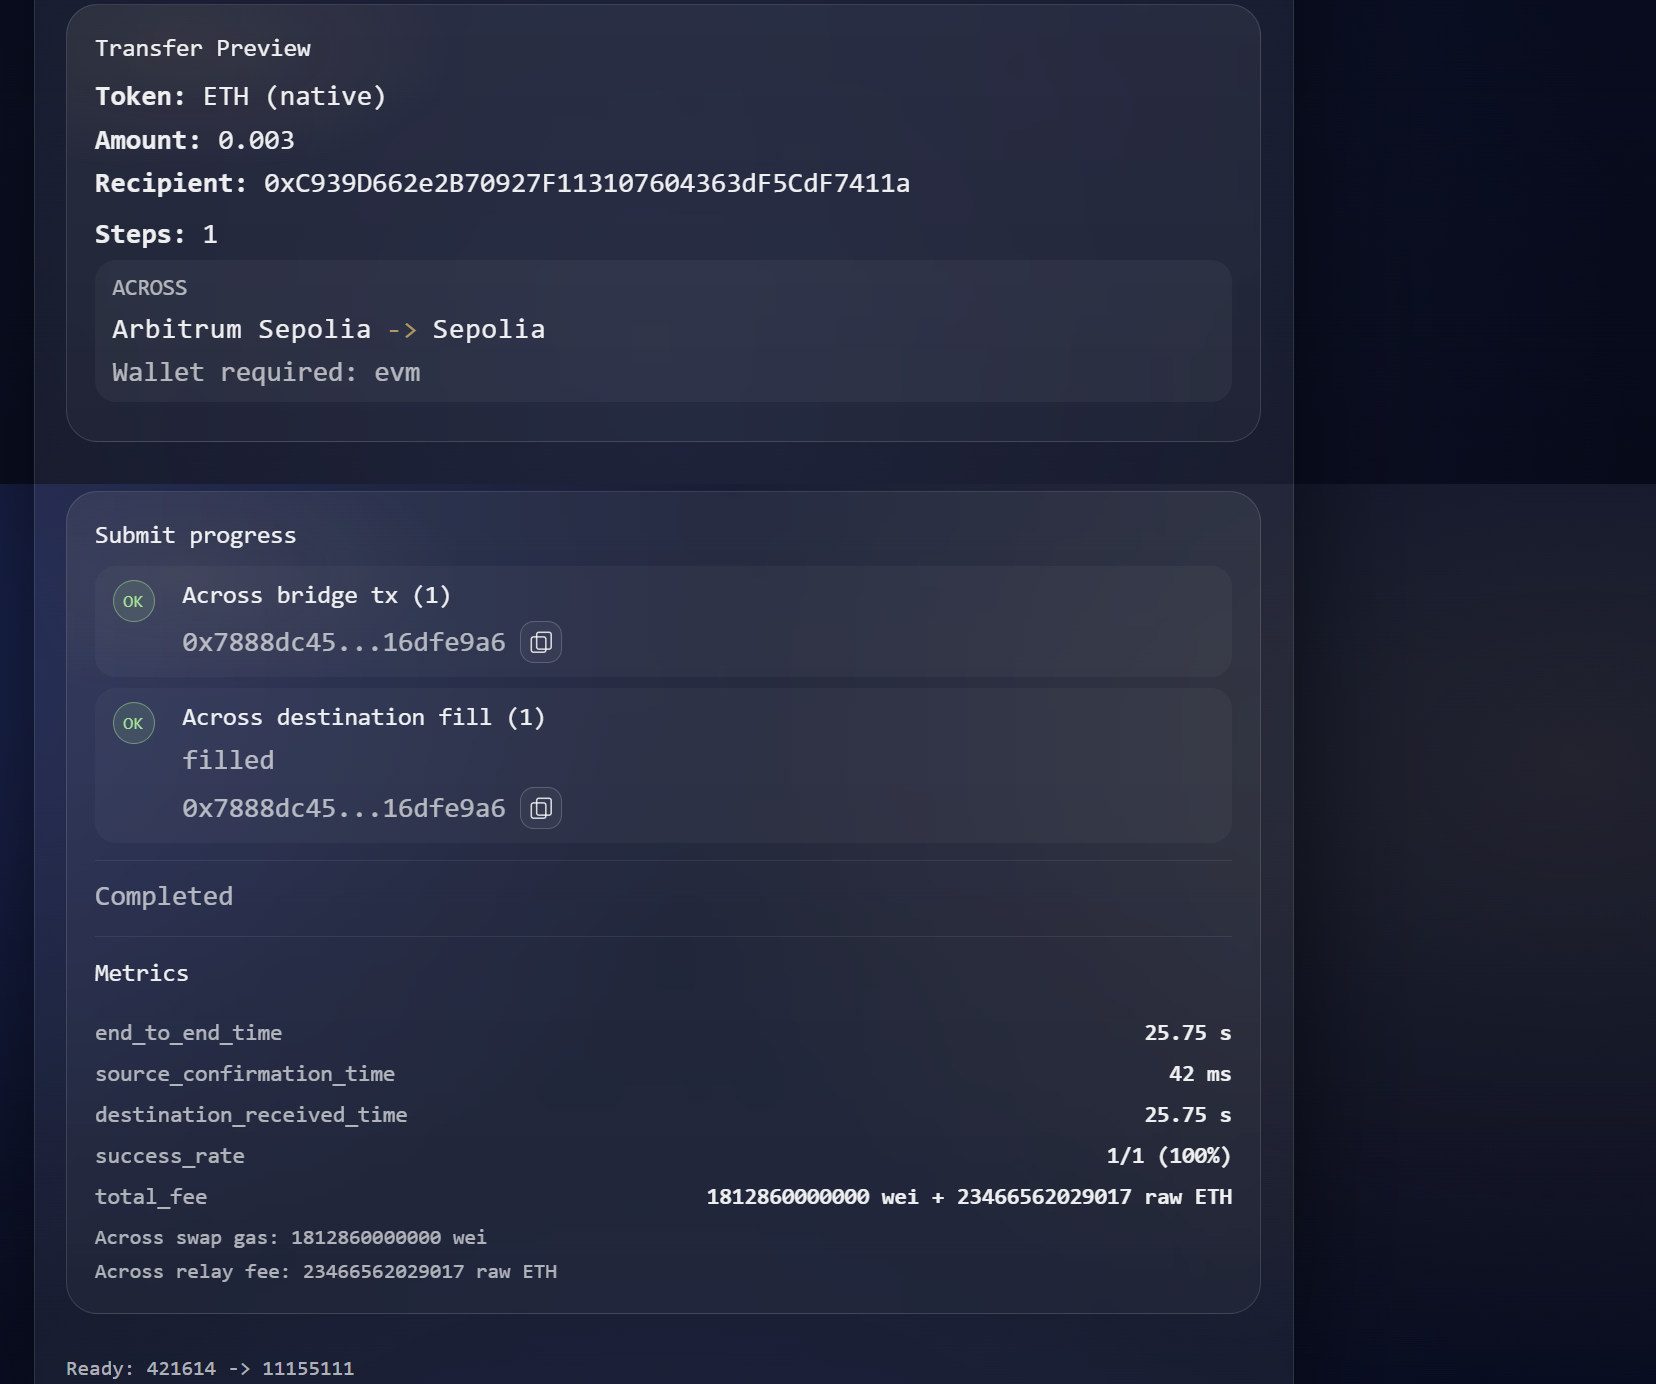 Transfer Preview
Token: ETH (native)
Amount: 0.003
Recipient: 0xC939D662e2B70927F113107604363dF5CdF7411a
Steps: 1
ACROSS
Arbitrum Sepolia -> Sepolia
Wallet required: evm
Submit progress
OK
Across bridge tx (1)
0x7888dc45...16dfe9a6
OK
Across destination fill (1)
filled
0x7888dc45...16dfe9a6
Completed
Metrics
end_to_end_time 25.75 s
source_confirmation_time 42 ms
destination_received_time 25.75 s
success_rate 1/1 (100%)
total_fee 1812860000000 wei + 23466562029017 raw ETH
Across swap gas: 1812860000000 wei
Across relay fee: 23466562029017 raw ETH
Ready: 421614 -> 11155111